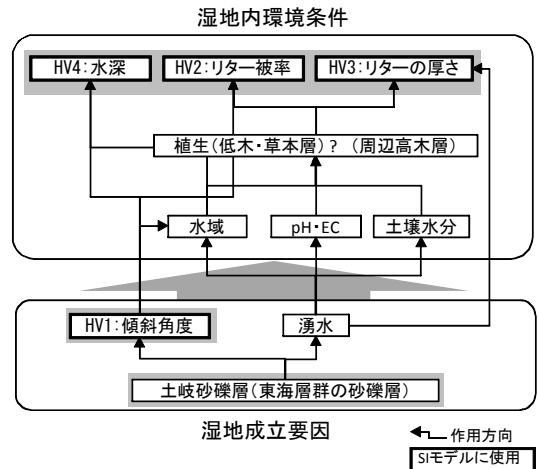 湿地内環境条件
HV4:水深 HV2:リター被率 HV3:リターの厚さ
植生(低木・草本層)? (周辺高木層)
水域 pH・EC 土壌水分
HV1:傾斜角度 湧水
土岐砂礫層(東海層群の砂礫層)
湿地成立要因
作用方向
SIモデルに使用